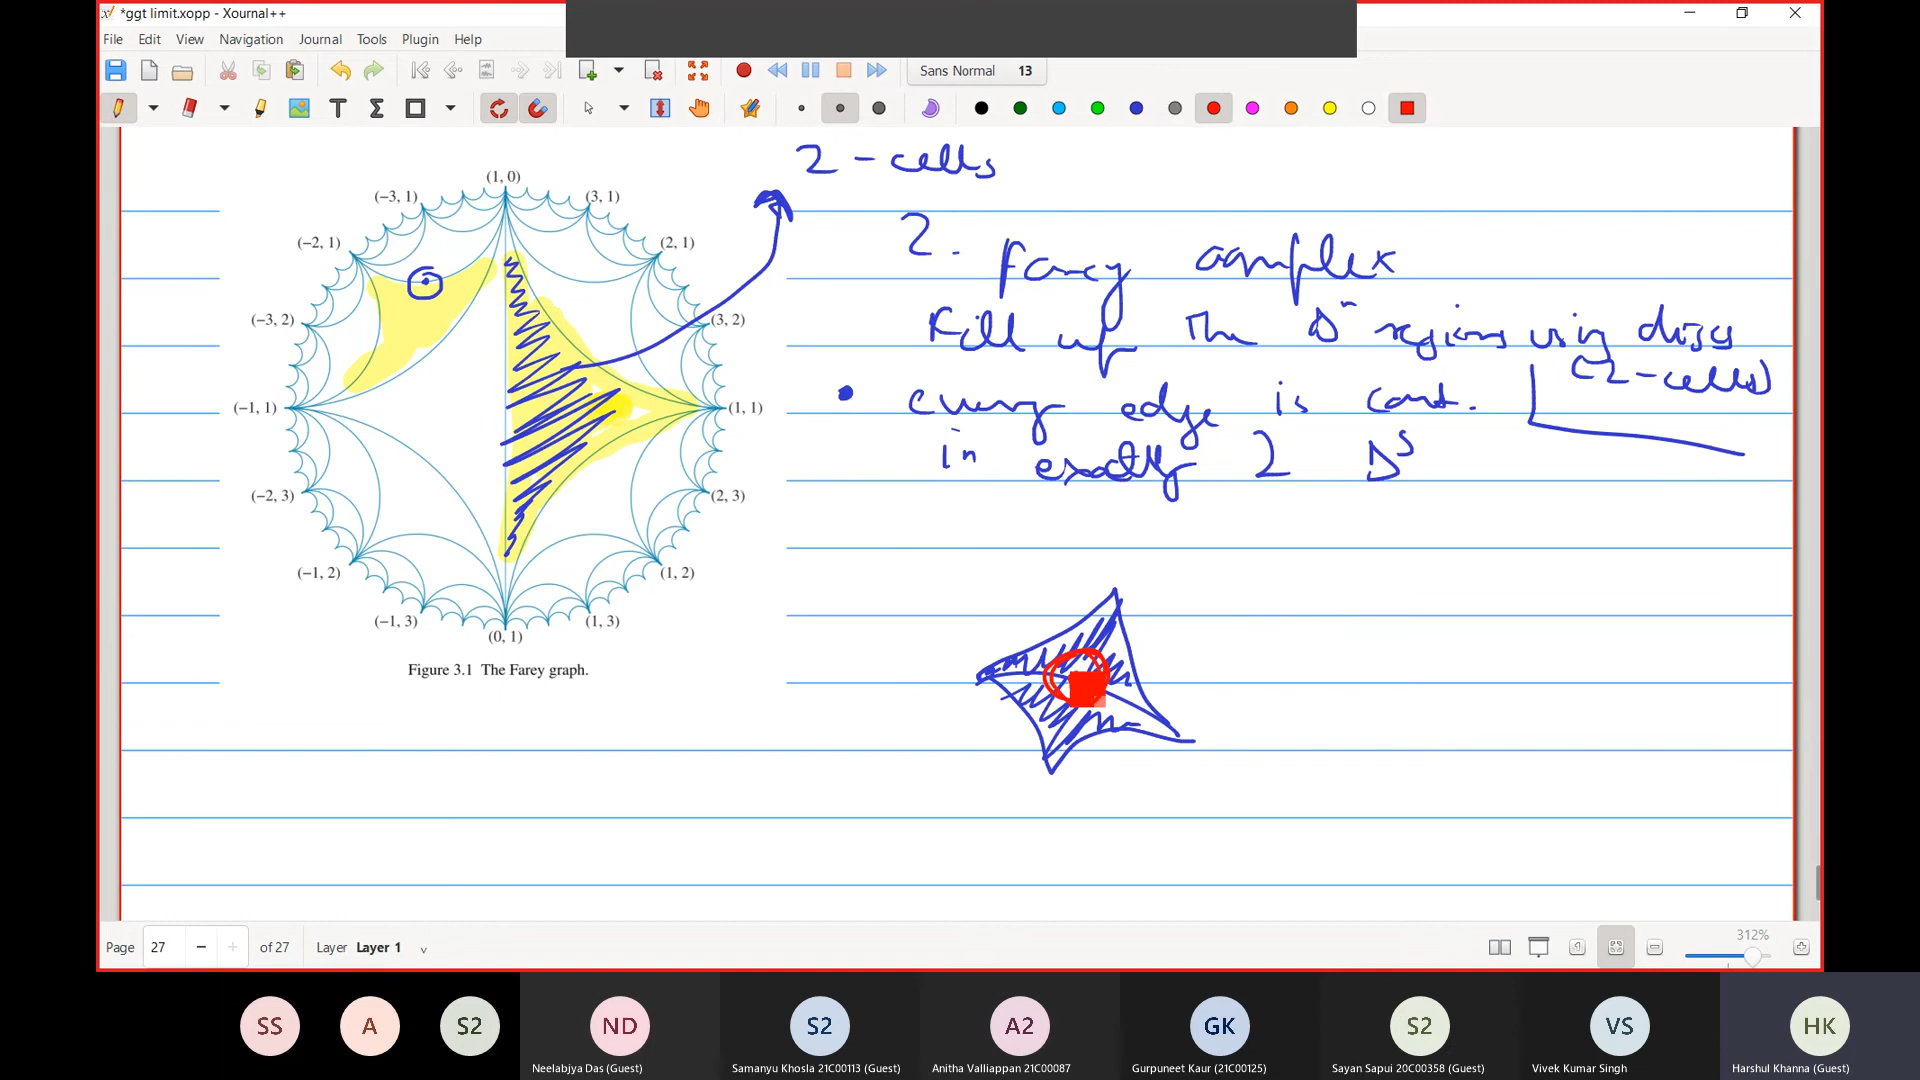 *ggt limit.xopp - Xournal++
File Edit View Navigation Journal Tools Plugin Help
Sans Normal 13
2 - cells
2. Farey complex
Fill up the Δⁿ regions using discs
(2-cells)
• every edge is cont.
in exactly 2 Δˢ
(1, 0)
(−3, 1)
(3, 1)
(−2, 1)
(2, 1)
(−3, 2)
(3, 2)
(−1, 1)
(1, 1)
(−2, 3)
(2, 3)
(−1, 2)
(1, 2)
(−1, 3)
(1, 3)
(0, 1)
Figure 3.1 The Farey graph.
Page 27 of 27 Layer Layer 1
312%
SS A S2 ND S2 A2 GK S2 VS HK
Neelabjya Das (Guest)
Samanyu Khosla 21C00113 (Guest)
Anitha Valliappan 21C00087
Gurpuneet Kaur (21C00125)
Sayan Sapui 20C00358 (Guest)
Vivek Kumar Singh
Harshul Khanna (Guest)